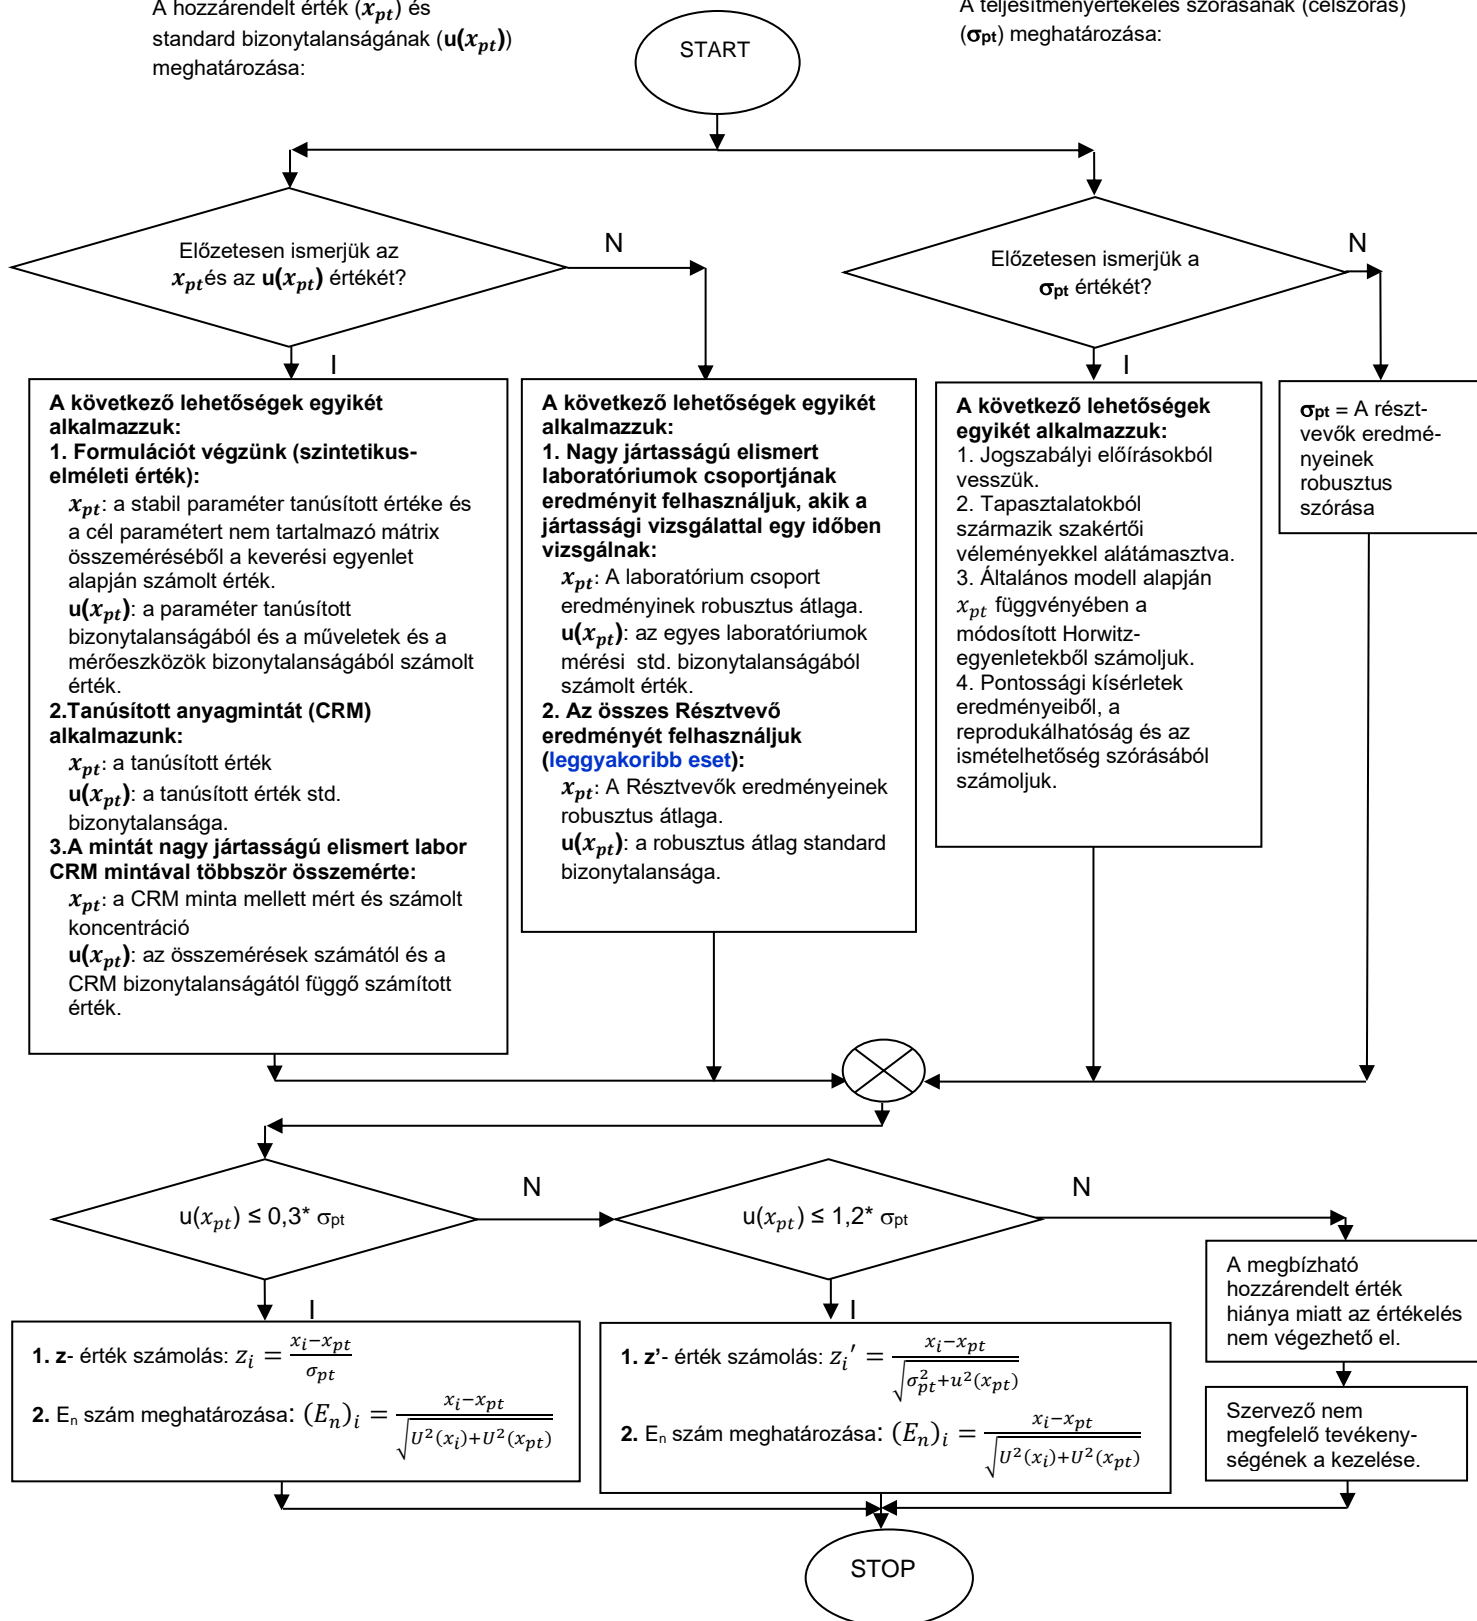 A hozzárendelt érték (x_pt) és
standard bizonytalanságának (u(x_pt))
meghatározása:
START
A teljesítményértékelés szórásának (célszórás)
(σpt) meghatározása:
Előzetesen ismerjük az
x_pt és az u(x_pt) értékét?
N
I
Előzetesen ismerjük a
σpt értékét?
N
I
A következő lehetőségek egyikét
alkalmazzuk:
1. Formulációt végzünk (szintetikus-
elméleti érték):
x_pt: a stabil paraméter tanúsított értéke és
a cél paramétert nem tartalmazó mátrix
összeméréséből a keverési egyenlet
alapján számolt érték.
u(x_pt): a paraméter tanúsított
bizonytalanságából és a műveletek és a
mérőeszközök bizonytalanságából számolt
érték.
2.Tanúsított anyagmintát (CRM)
alkalmazunk:
x_pt: a tanúsított érték
u(x_pt): a tanúsított érték std.
bizonytalansága.
3.A mintát nagy jártasságú elismert labor
CRM mintával többször összemérte:
x_pt: a CRM minta mellett mért és számolt
koncentráció
u(x_pt): az összemérések számától és a
CRM bizonytalanságától függő számított
érték.
A következő lehetőségek egyikét
alkalmazzuk:
1. Nagy jártasságú elismert
laboratóriumok csoportjának
eredményit felhasználjuk, akik a
jártassági vizsgálattal egy időben
vizsgálnak:
x_pt: A laboratórium csoport
eredményinek robusztus átlaga.
u(x_pt): az egyes laboratóriumok
mérési std. bizonytalanságából
számolt érték.
2. Az összes Résztvevő
eredményét felhasználjuk
(leggyakoribb eset):
x_pt: A Résztvevők eredményeinek
robusztus átlaga.
u(x_pt): a robusztus átlag standard
bizonytalansága.
A következő lehetőségek
egyikét alkalmazzuk:
1. Jogszabályi előírásokból
vesszük.
2. Tapasztalatokból
származik szakértői
véleményekkel alátámasztva.
3. Általános modell alapján
x_pt függvényében a
módosított Horwitz-
egyenletekből számoljuk.
4. Pontossági kísérletek
eredményeiből, a
reprodukálhatóság és az
ismételhetőség szórásából
számoljuk.
σpt = A részt-
vevők eredmé-
nyeinek
robusztus
szórása
u(x_pt) ≤ 0,3* σpt
N
I
u(x_pt) ≤ 1,2* σpt
N
I
1. z- érték számolás: z_i = (x_i−x_pt)/σ_pt
2. En szám meghatározása: (E_n)_i = (x_i−x_pt)/√(U²(x_i)+U²(x_pt))
1. z’- érték számolás: z_i′ = (x_i−x_pt)/√(σ²_pt+u²(x_pt))
2. En szám meghatározása: (E_n)_i = (x_i−x_pt)/√(U²(x_i)+U²(x_pt))
A megbízható
hozzárendelt érték
hiánya miatt az értékelés
nem végezhető el.
Szervező nem
megfelelő tevékeny-
ségének a kezelése.
STOP